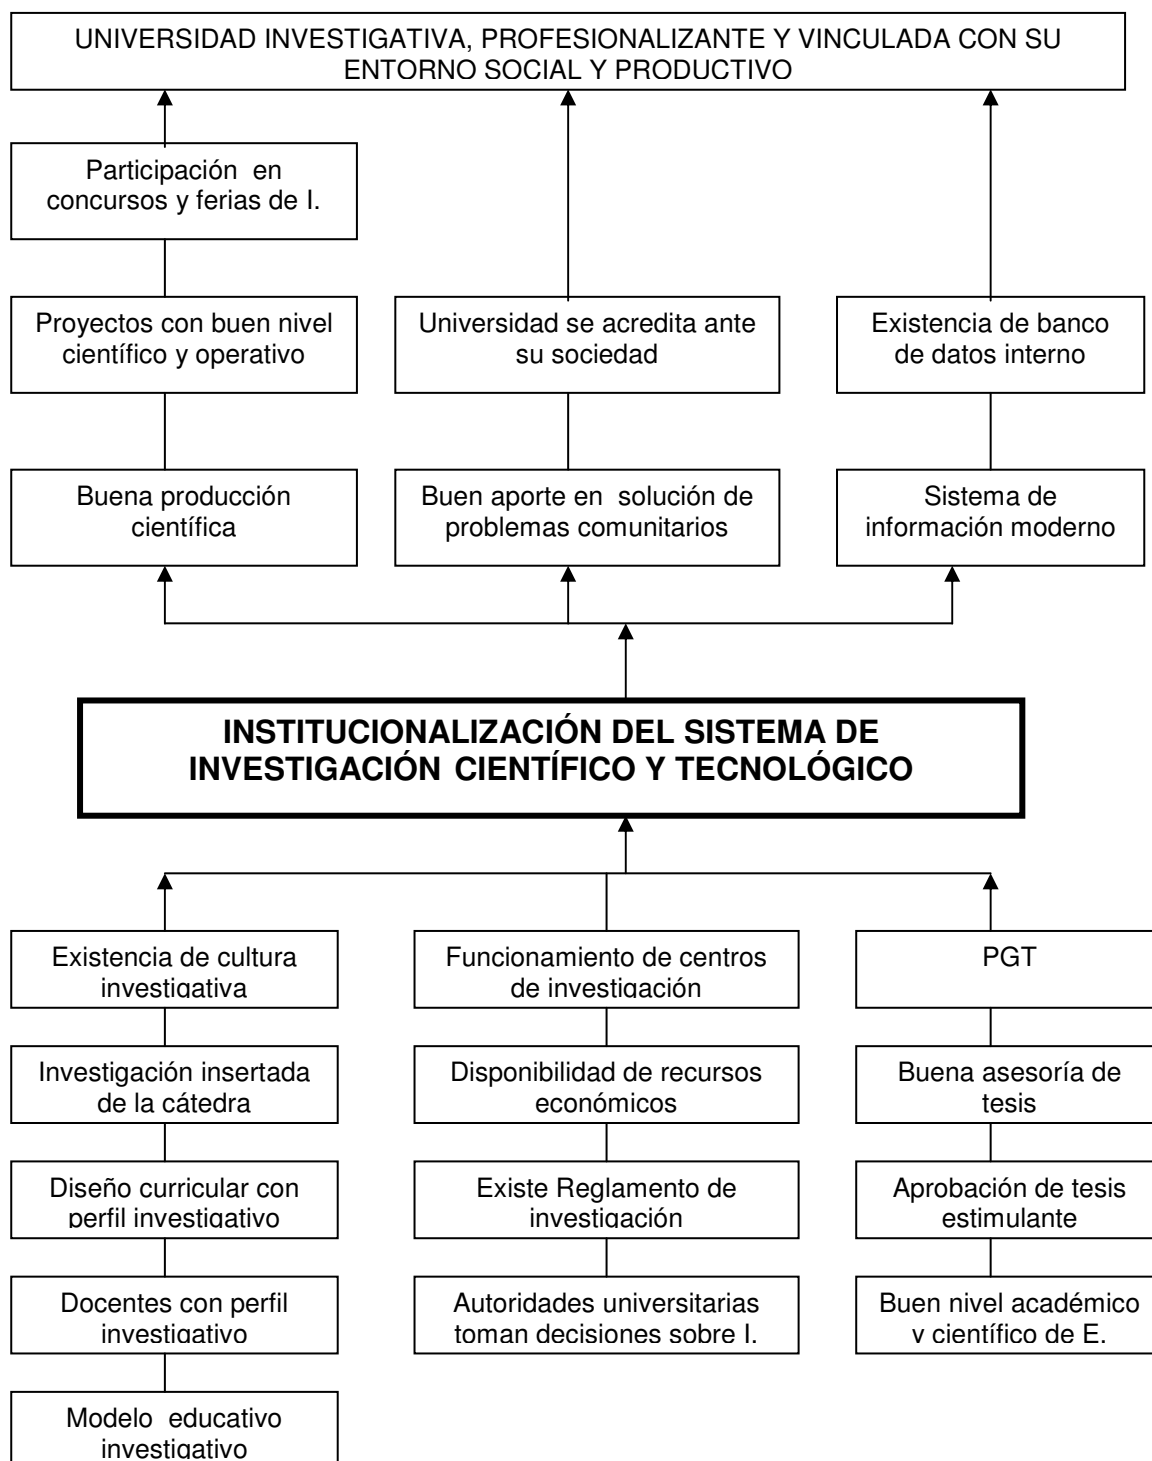 UNIVERSIDAD INVESTIGATIVA, PROFESIONALIZANTE Y VINCULADA CON SU
ENTORNO SOCIAL Y PRODUCTIVO
Participación en
concursos y ferias de I.
Proyectos con buen nivel
científico y operativo
Universidad se acredita ante
su sociedad
Existencia de banco
de datos interno
Buena producción
científica
Buen aporte en solución de
problemas comunitarios
Sistema de
información moderno
INSTITUCIONALIZACIÓN DEL SISTEMA DE
INVESTIGACIÓN CIENTÍFICO Y TECNOLÓGICO
Existencia de cultura
investigativa
Funcionamiento de centros
de investigación
PGT
Investigación insertada
de la cátedra
Disponibilidad de recursos
económicos
Buena asesoría de
tesis
Diseño curricular con
perfil investigativo
Existe Reglamento de
investigación
Aprobación de tesis
estimulante
Docentes con perfil
investigativo
Autoridades universitarias
toman decisiones sobre I.
Buen nivel académico
y científico de E.
Modelo educativo
investigativo